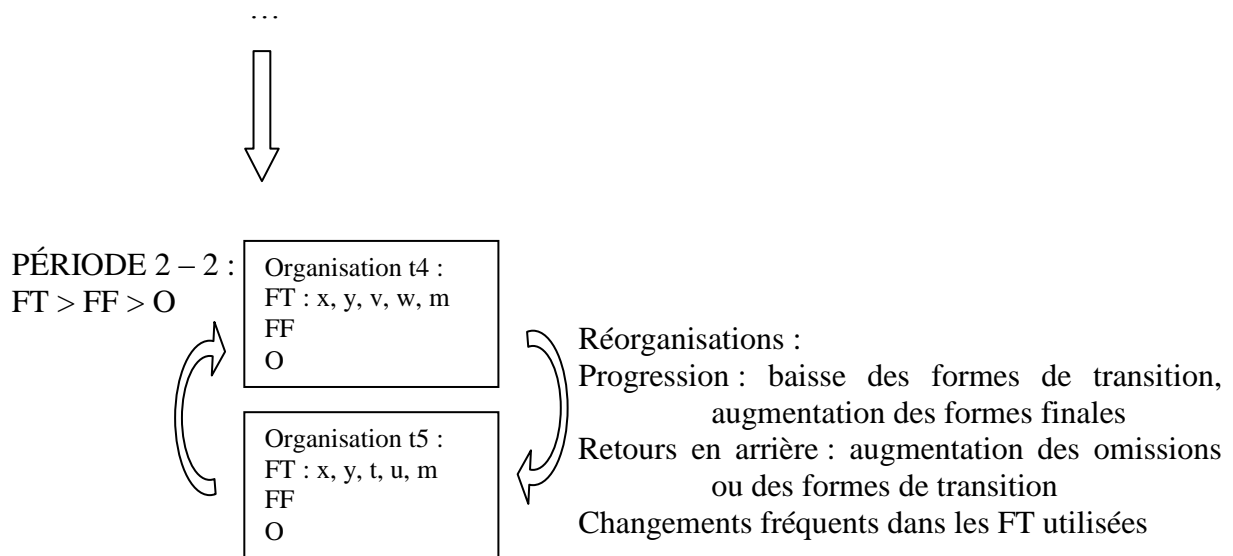 …
PÉRIODE 2 – 2 :
FT > FF > O
Organisation t4 :
FT : x, y, v, w, m
FF
O
Organisation t5 :
FT : x, y, t, u, m
FF
O
Réorganisations :
Progression : baisse des formes de transition,
augmentation des formes finales
Retours en arrière : augmentation des omissions
ou des formes de transition
Changements fréquents dans les FT utilisées